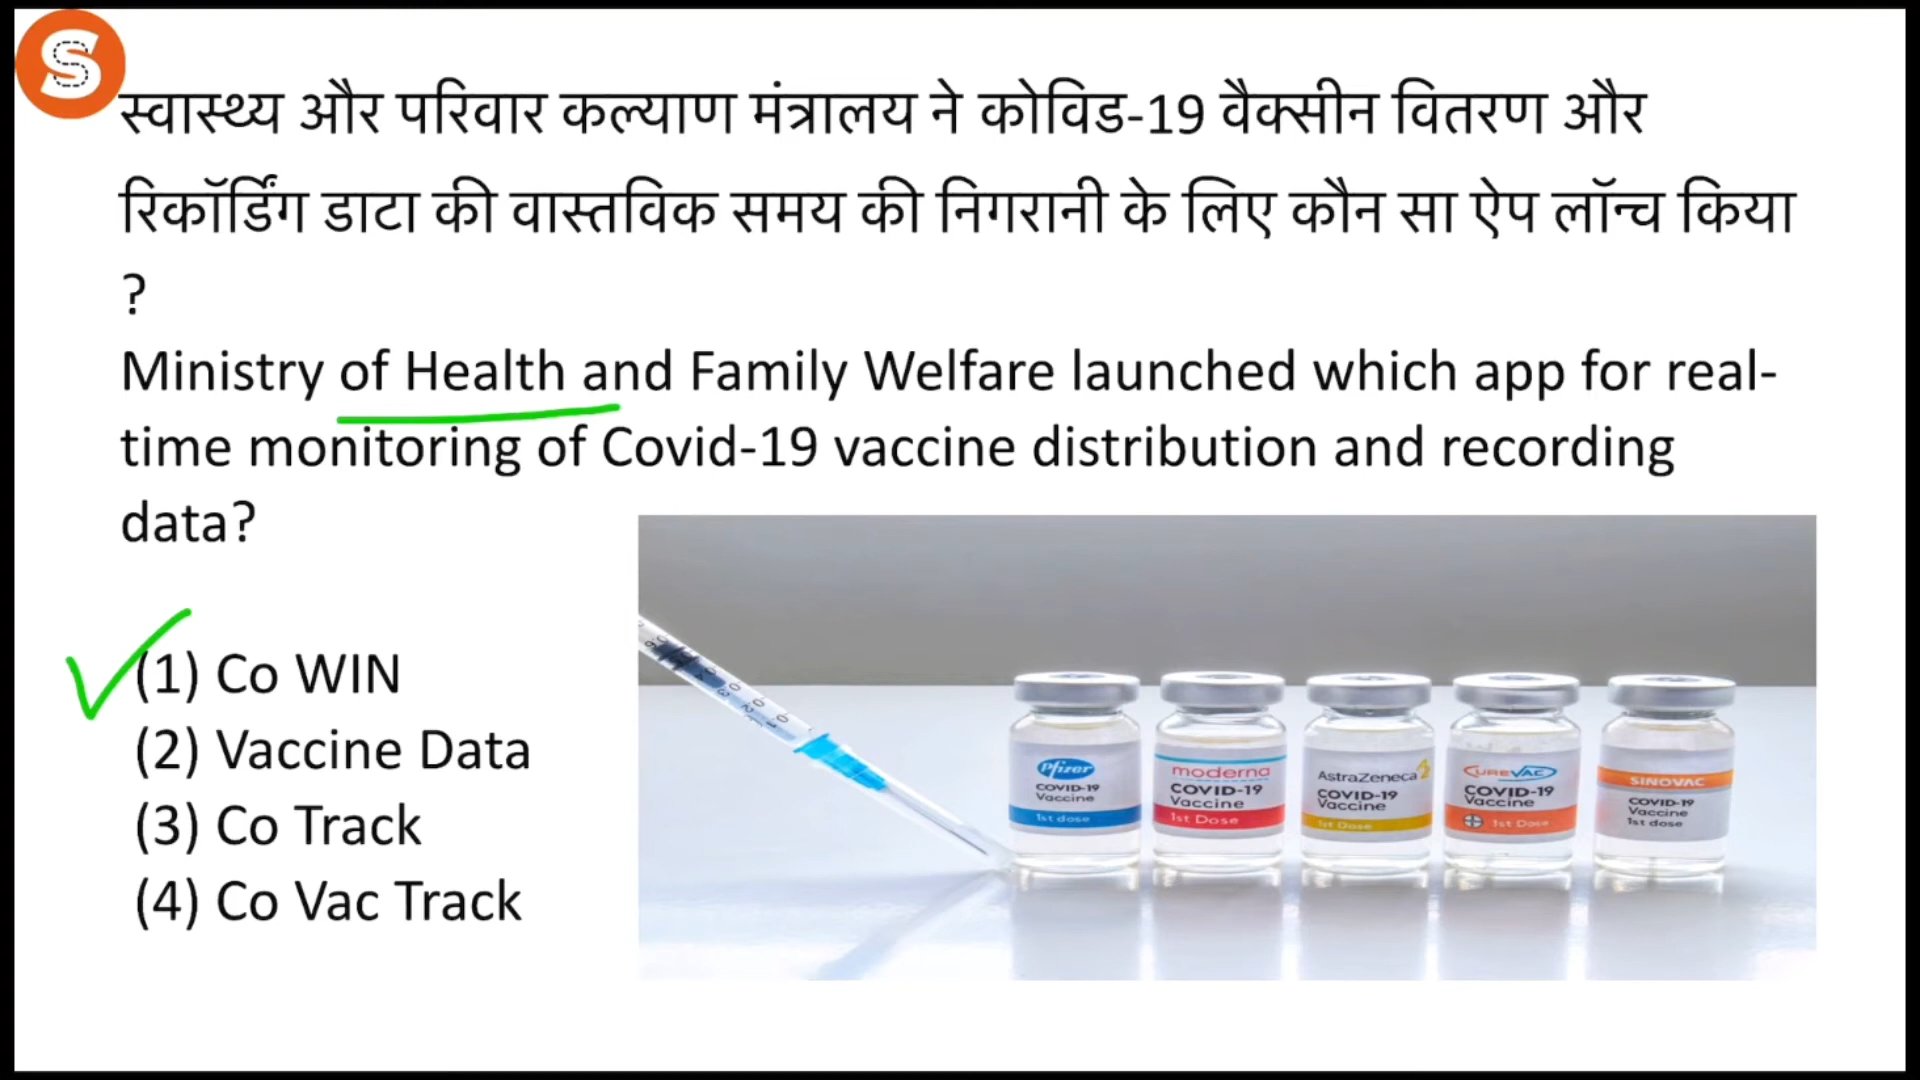 S
स्वास्थ्य और परिवार कल्याण मंत्रालय ने कोविड-19 वैक्सीन वितरण और
रिकॉर्डिंग डाटा की वास्तविक समय की निगरानी के लिए कौन सा ऐप लॉन्च किया
?
Ministry of Health and Family Welfare launched which app for real-
time monitoring of Covid-19 vaccine distribution and recording
data?
(1) Co WIN
(2) Vaccine Data
(3) Co Track
(4) Co Vac Track
Pfizer
COVID-19
Vaccine
1st dose
moderna
COVID-19
Vaccine
1st Dose
AstraZeneca
COVID-19
Vaccine
1st Dose
CUREVAC
COVID-19
Vaccine
1st Dose
SINOVAC
COVID-19
Vaccine
1st dose